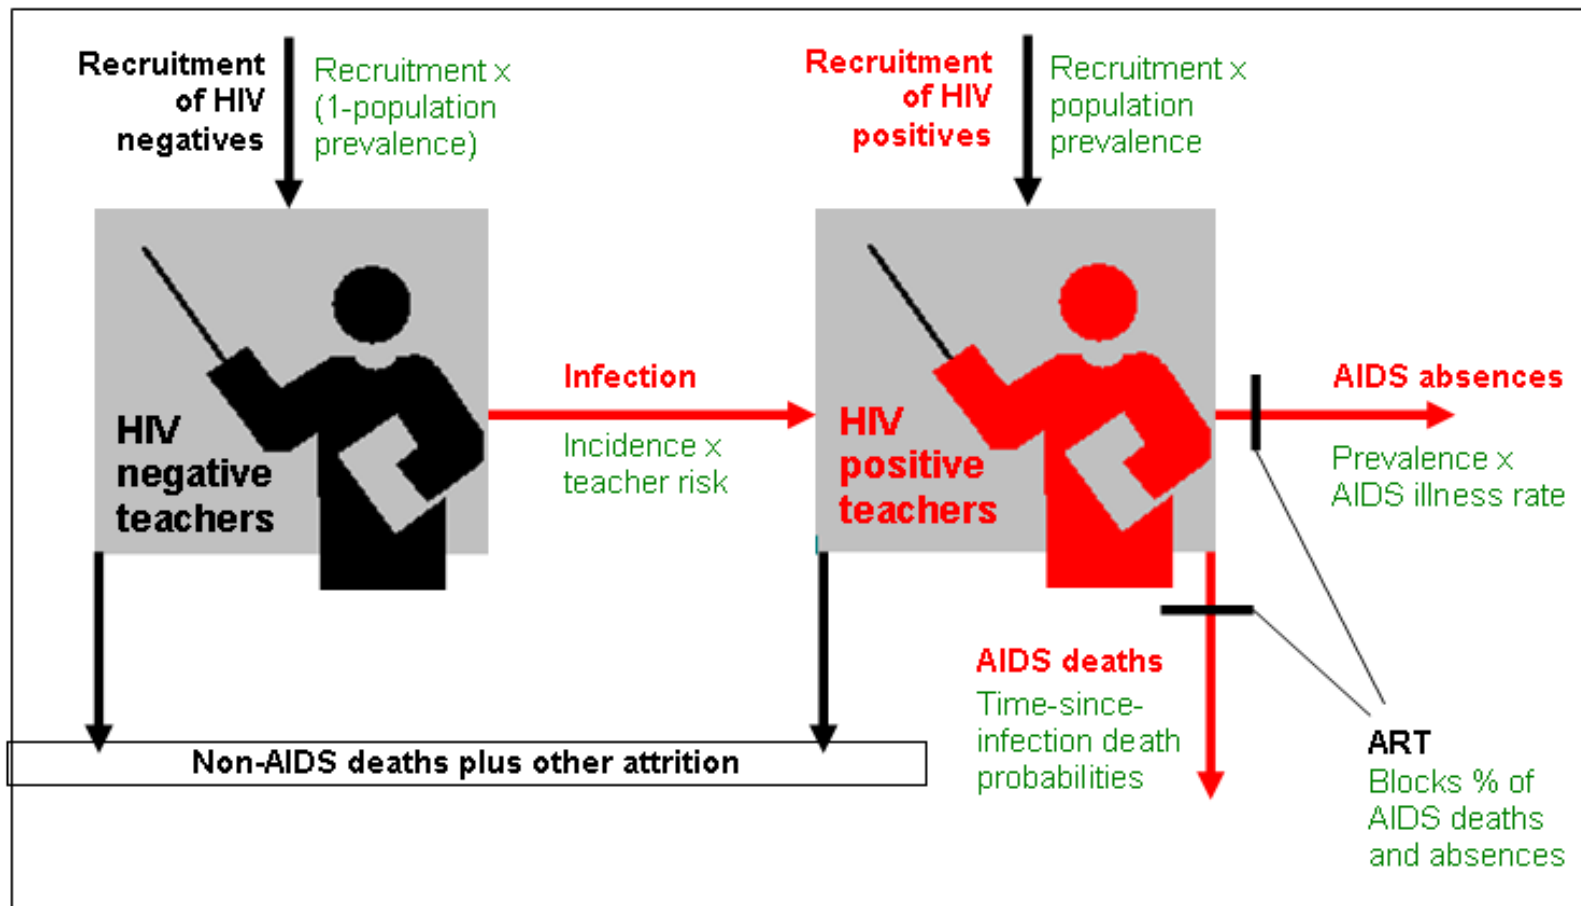 Recruitment
of HIV
negatives
Recruitment x
(1-population
prevalence)
Recruitment
of HIV
positives
Recruitment x
population
prevalence
HIV
negative
teachers
Infection
Incidence x
teacher risk
HIV
positive
teachers
AIDS absences
Prevalence x
AIDS illness rate
AIDS deaths
Time-since-
infection death
probabilities
ART
Blocks % of
AIDS deaths
and absences
Non-AIDS deaths plus other attrition